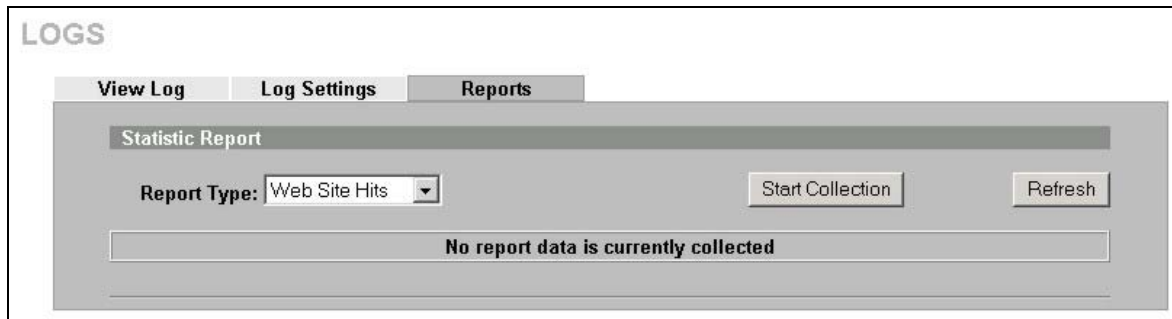 LOGS
View Log Log Settings Reports
Statistic Report
Report Type: Web Site Hits Start Collection Refresh
No report data is currently collected